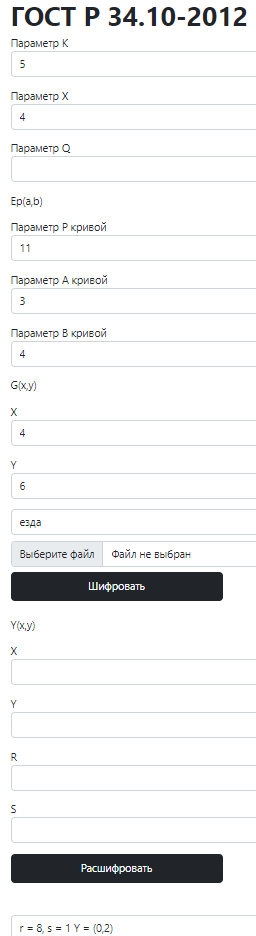 ГОСТ Р 34.10-2012
Параметр K
5
Параметр X
4
Параметр Q
Ep(a,b)
Параметр P кривой
11
Параметр A кривой
3
Параметр B кривой
4
G(x,y)
X
4
Y
6
езда
Выберите файл Файл не выбран
Шифровать
Y(x,y)
X
Y
R
S
Расшифровать
r = 8, s = 1 Y = (0,2)